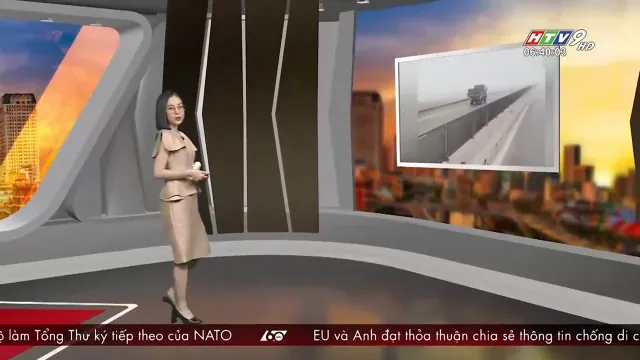 HTV9 HD
06:40:03
ộ làm Tổng Thư ký tiếp theo của NATO 60 EU và Anh đạt thỏa thuận chia sẻ thông tin chống di c